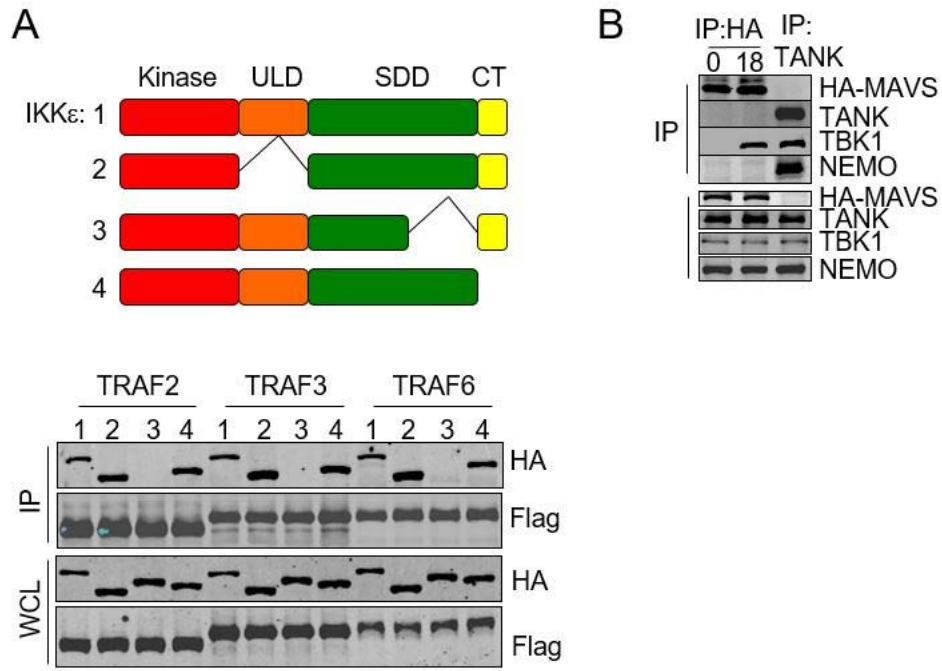 A
Kinase ULD SDD CT
IKKε: 1
2
3
4
TRAF2 TRAF3 TRAF6
1 2 3 4 1 2 3 4 1 2 3 4
IP
HA
Flag
WCL
HA
Flag
B
IP:HA IP:
0 18 TANK
IP
HA-MAVS
TANK
TBK1
NEMO
IP
HA-MAVS
TANK
TBK1
NEMO